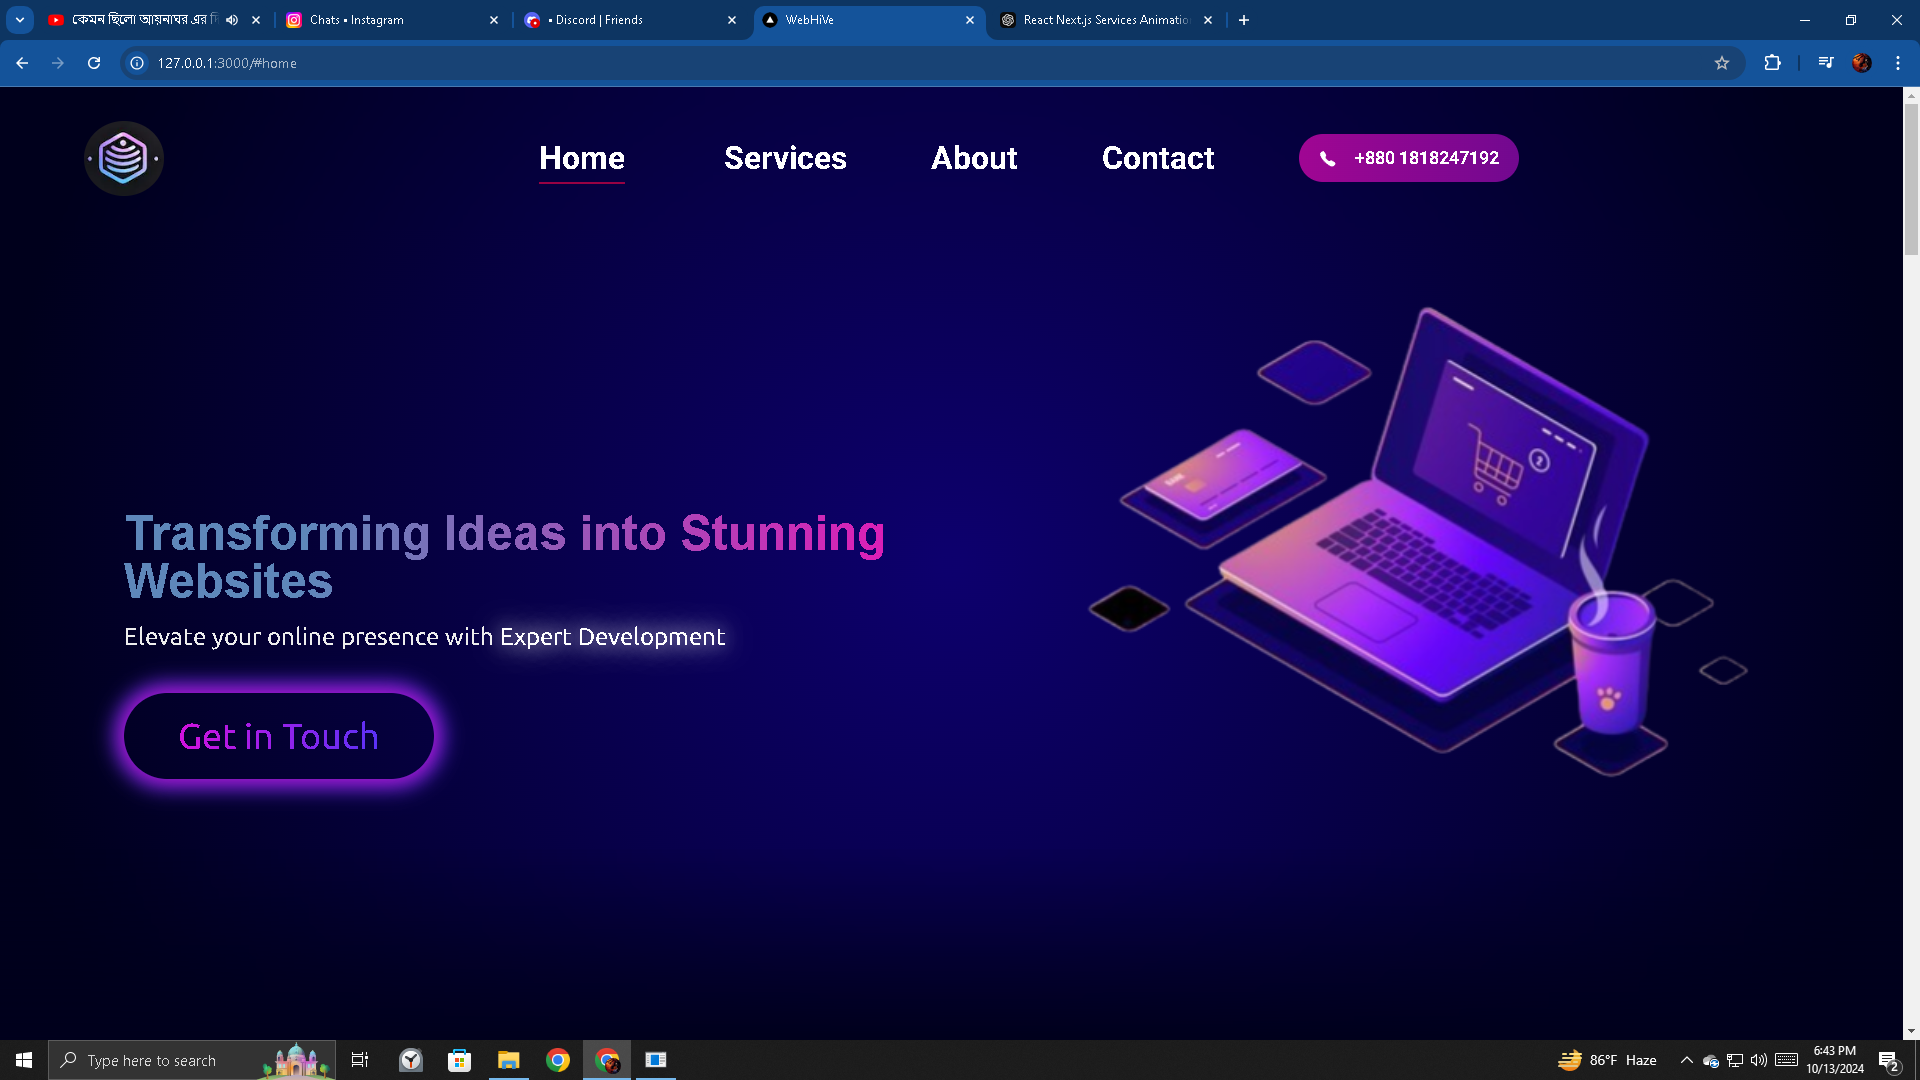 কেমন ছিলো আয়নাঘর এর
Chats • Instagram
• Discord | Friends
WebHiVe
React Next.js Services Animatio
127.0.0.1:3000/#home
Home
Services
About
Contact
+880 1818247192
BANK
2
Transforming Ideas into Stunning
Websites
Elevate your online presence with Expert Development
Get in Touch
Type here to search
86°F Haze
6:43 PM
10/13/2024
2